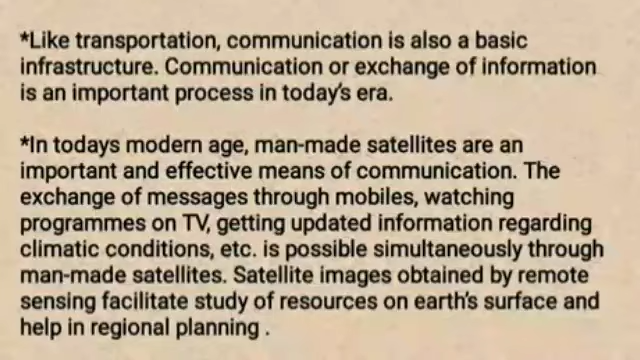 *Like transportation, communication is also a basic
infrastructure. Communication or exchange of information
is an important process in today's era.
*In todays modern age, man-made satellites are an
important and effective means of communication. The
exchange of messages through mobiles, watching
programmes on TV, getting updated information regarding
climatic conditions, etc. is possible simultaneously through
man-made satellites. Satellite images obtained by remote
sensing facilitate study of resources on earth's surface and
help in regional planning .